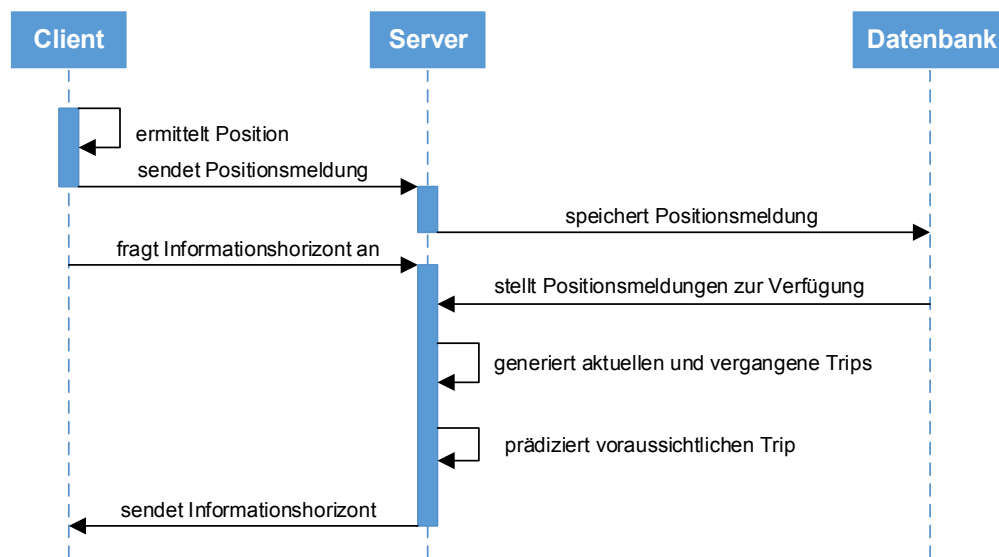 Client
Server
Datenbank
ermittelt Position
sendet Positionsmeldung
speichert Positionsmeldung
fragt Informationshorizont an
stellt Positionsmeldungen zur Verfügung
generiert aktuellen und vergangene Trips
prädiziert voraussichtlichen Trip
sendet Informationshorizont